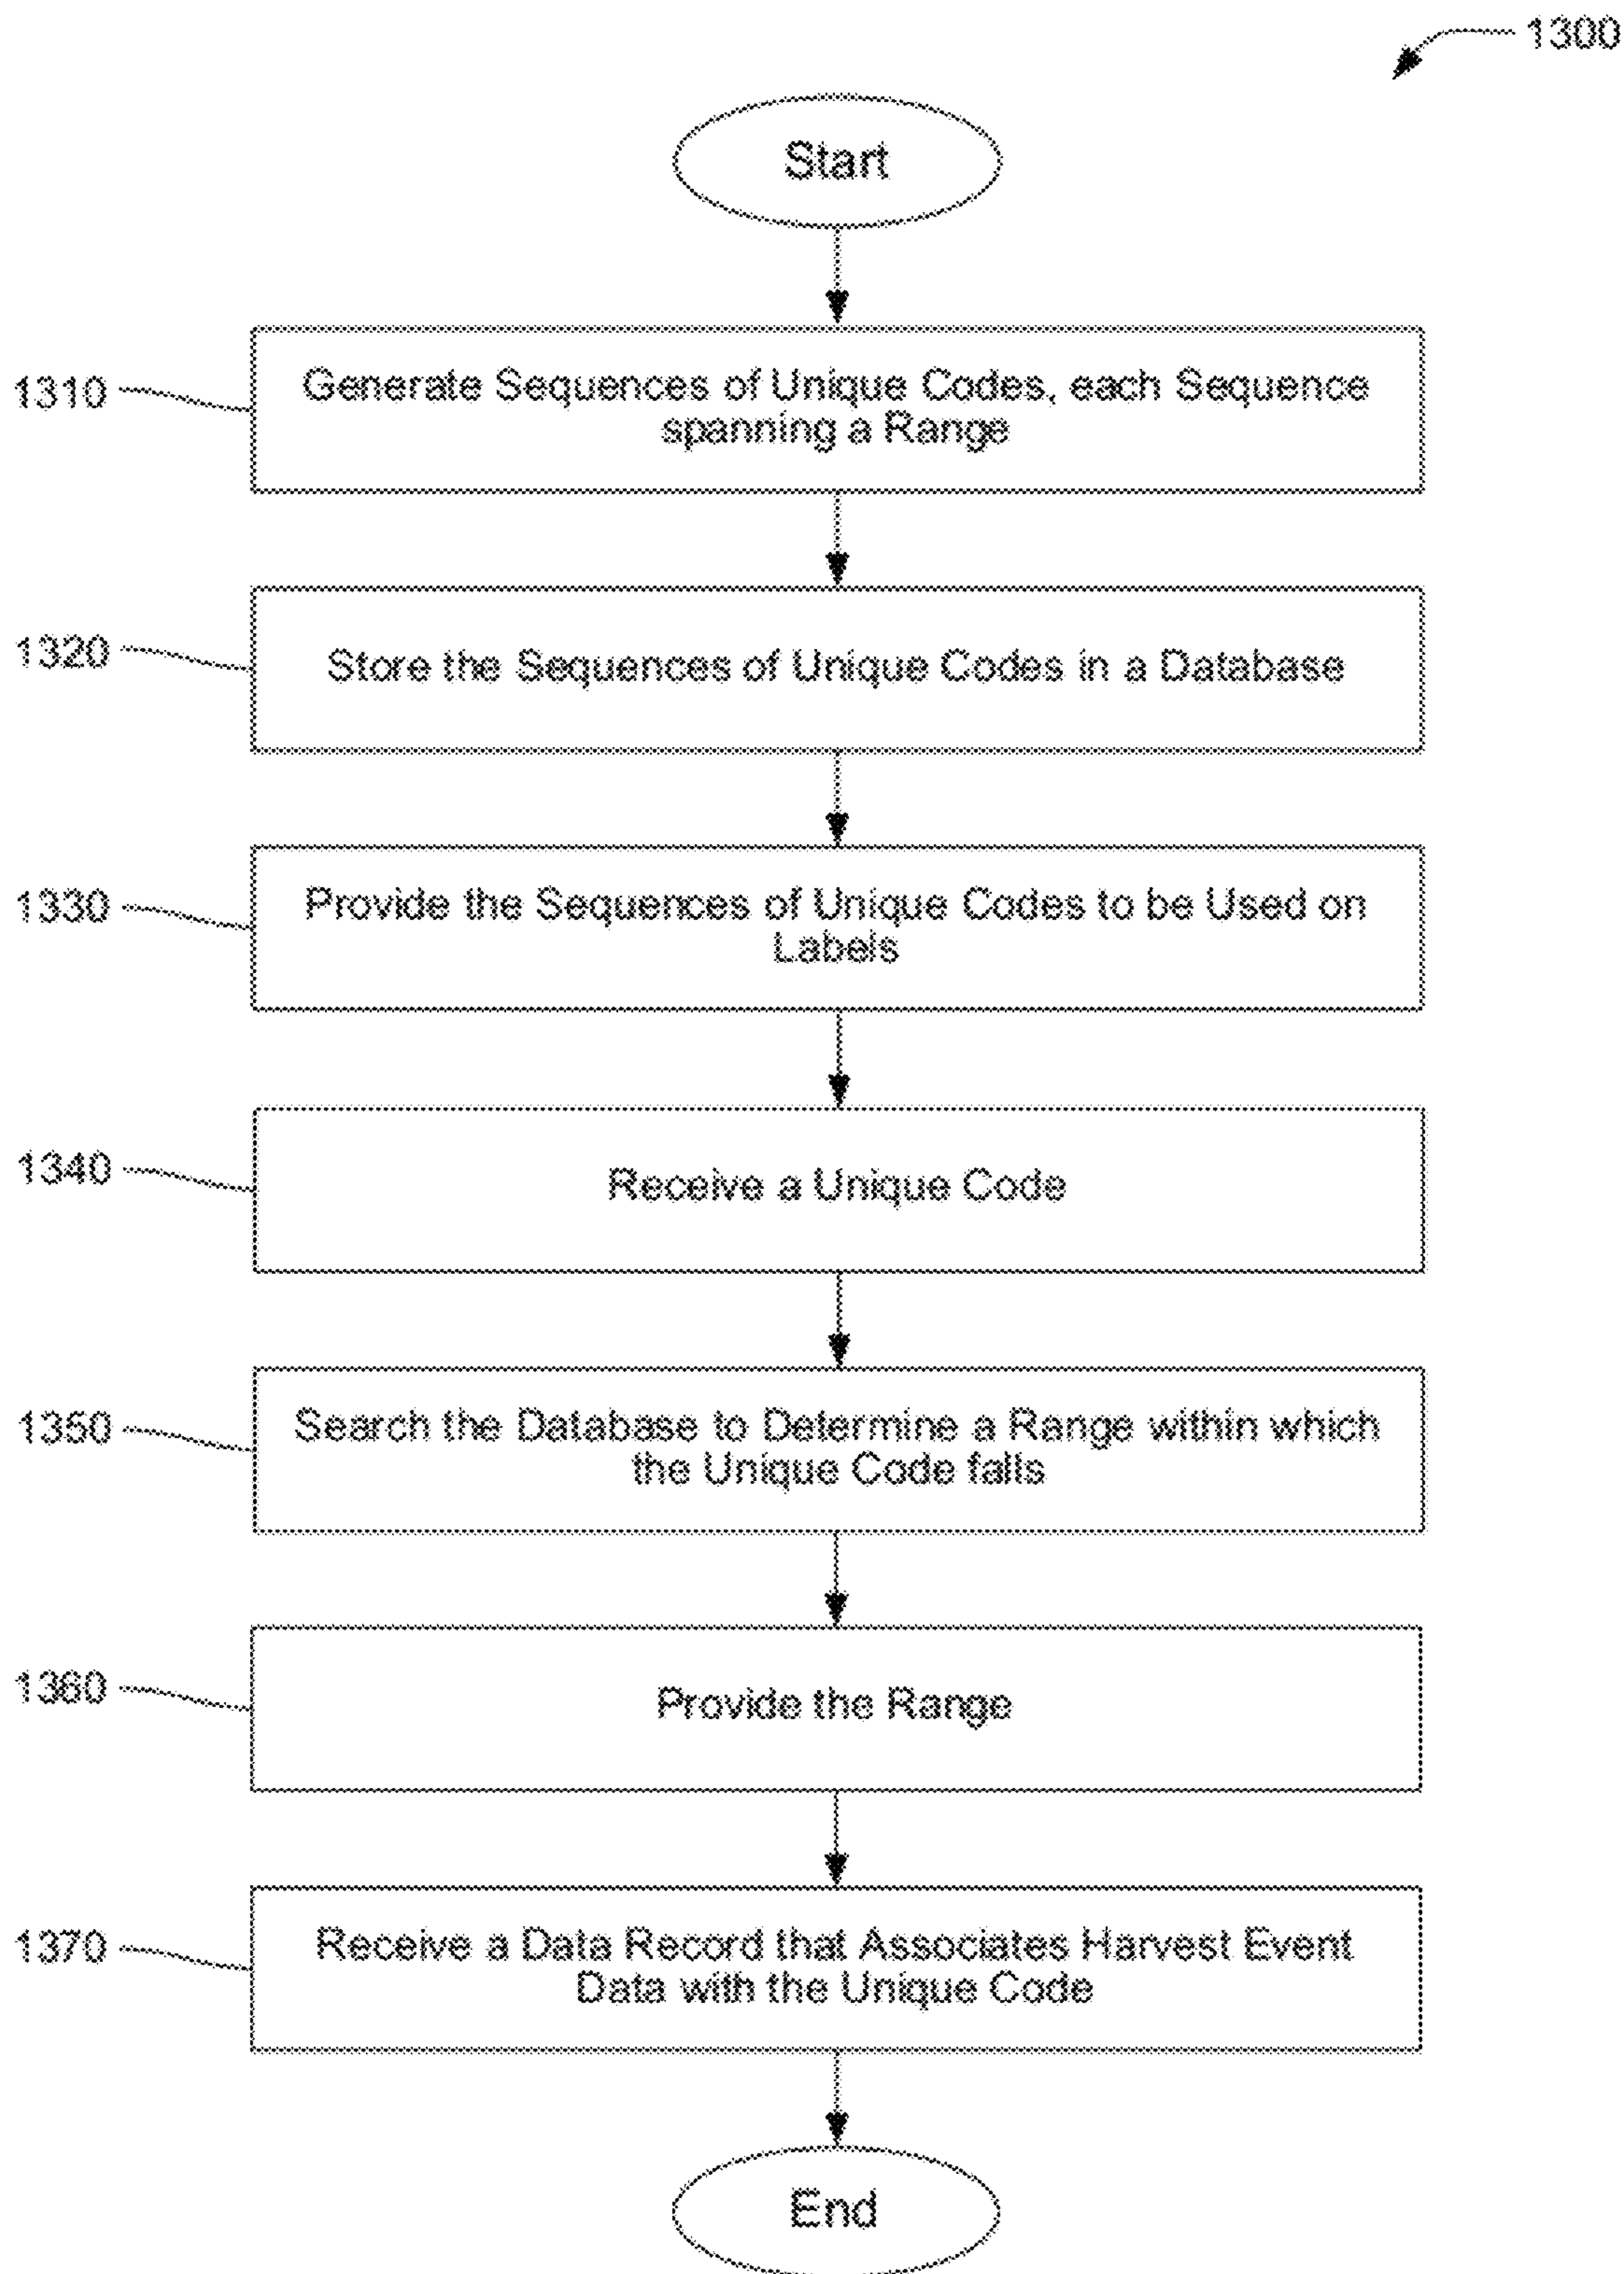 1300
Start
1310
Generate Sequences of Unique Codes, each Sequence
spanning a Range
1320
Store the Sequences of Unique Codes in a Database
1330
Provide the Sequences of Unique Codes to be Used on
Labels
1340
Receive a Unique Code
1350
Search the Database to Determine a Range within which
the Unique Code falls
1360
Provide the Range
1370
Receive a Data Record that Associates Harvest Event
Data with the Unique Code
End